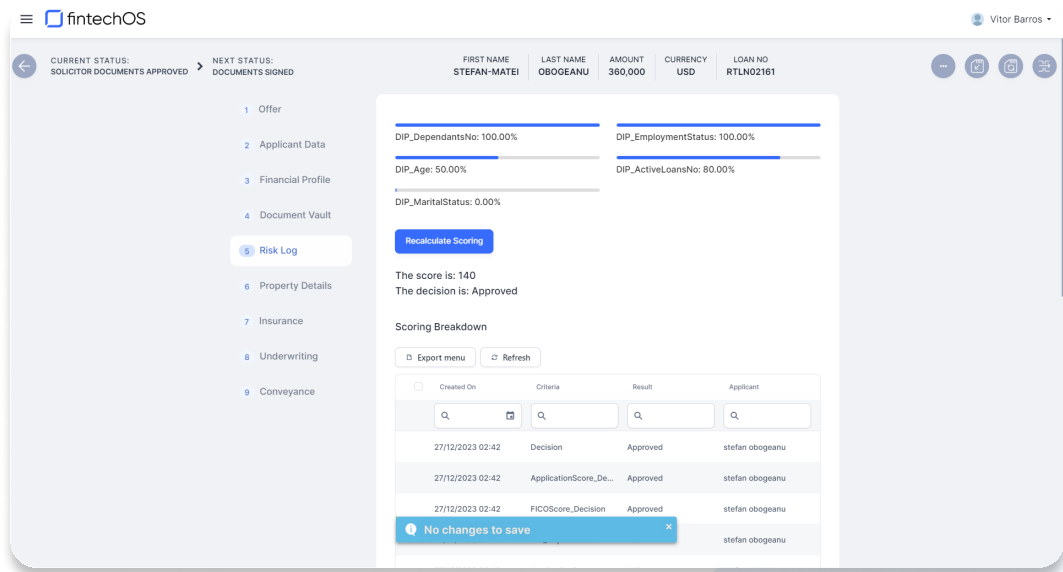 fintechOS
Vitor Barros
CURRENT STATUS:
SOLICITOR DOCUMENTS APPROVED
NEXT STATUS:
DOCUMENTS SIGNED
FIRST NAME
STEFAN-MATEI
LAST NAME
OBOGEANU
AMOUNT
360,000
CURRENCY
USD
LOAN NO
RTLN02161
1 Offer
2 Applicant Data
3 Financial Profile
4 Document Vault
5 Risk Log
6 Property Details
7 Insurance
8 Underwriting
9 Conveyance
DIP_DependantsNo: 100.00%
DIP_EmploymentStatus: 100.00%
DIP_Age: 50.00%
DIP_ActiveLoansNo: 80.00%
DIP_MaritalStatus: 0.00%
Recalculate Scoring
The score is: 140
The decision is: Approved
Scoring Breakdown
Export menu
Refresh
Created On Criteria Result Applicant
27/12/2023 02:42 Decision Approved stefan obogeanu
27/12/2023 02:42 ApplicationScore_De... Approved stefan obogeanu
27/12/2023 02:42 FICOScore_Decision Approved stefan obogeanu
No changes to save
stefan obogeanu